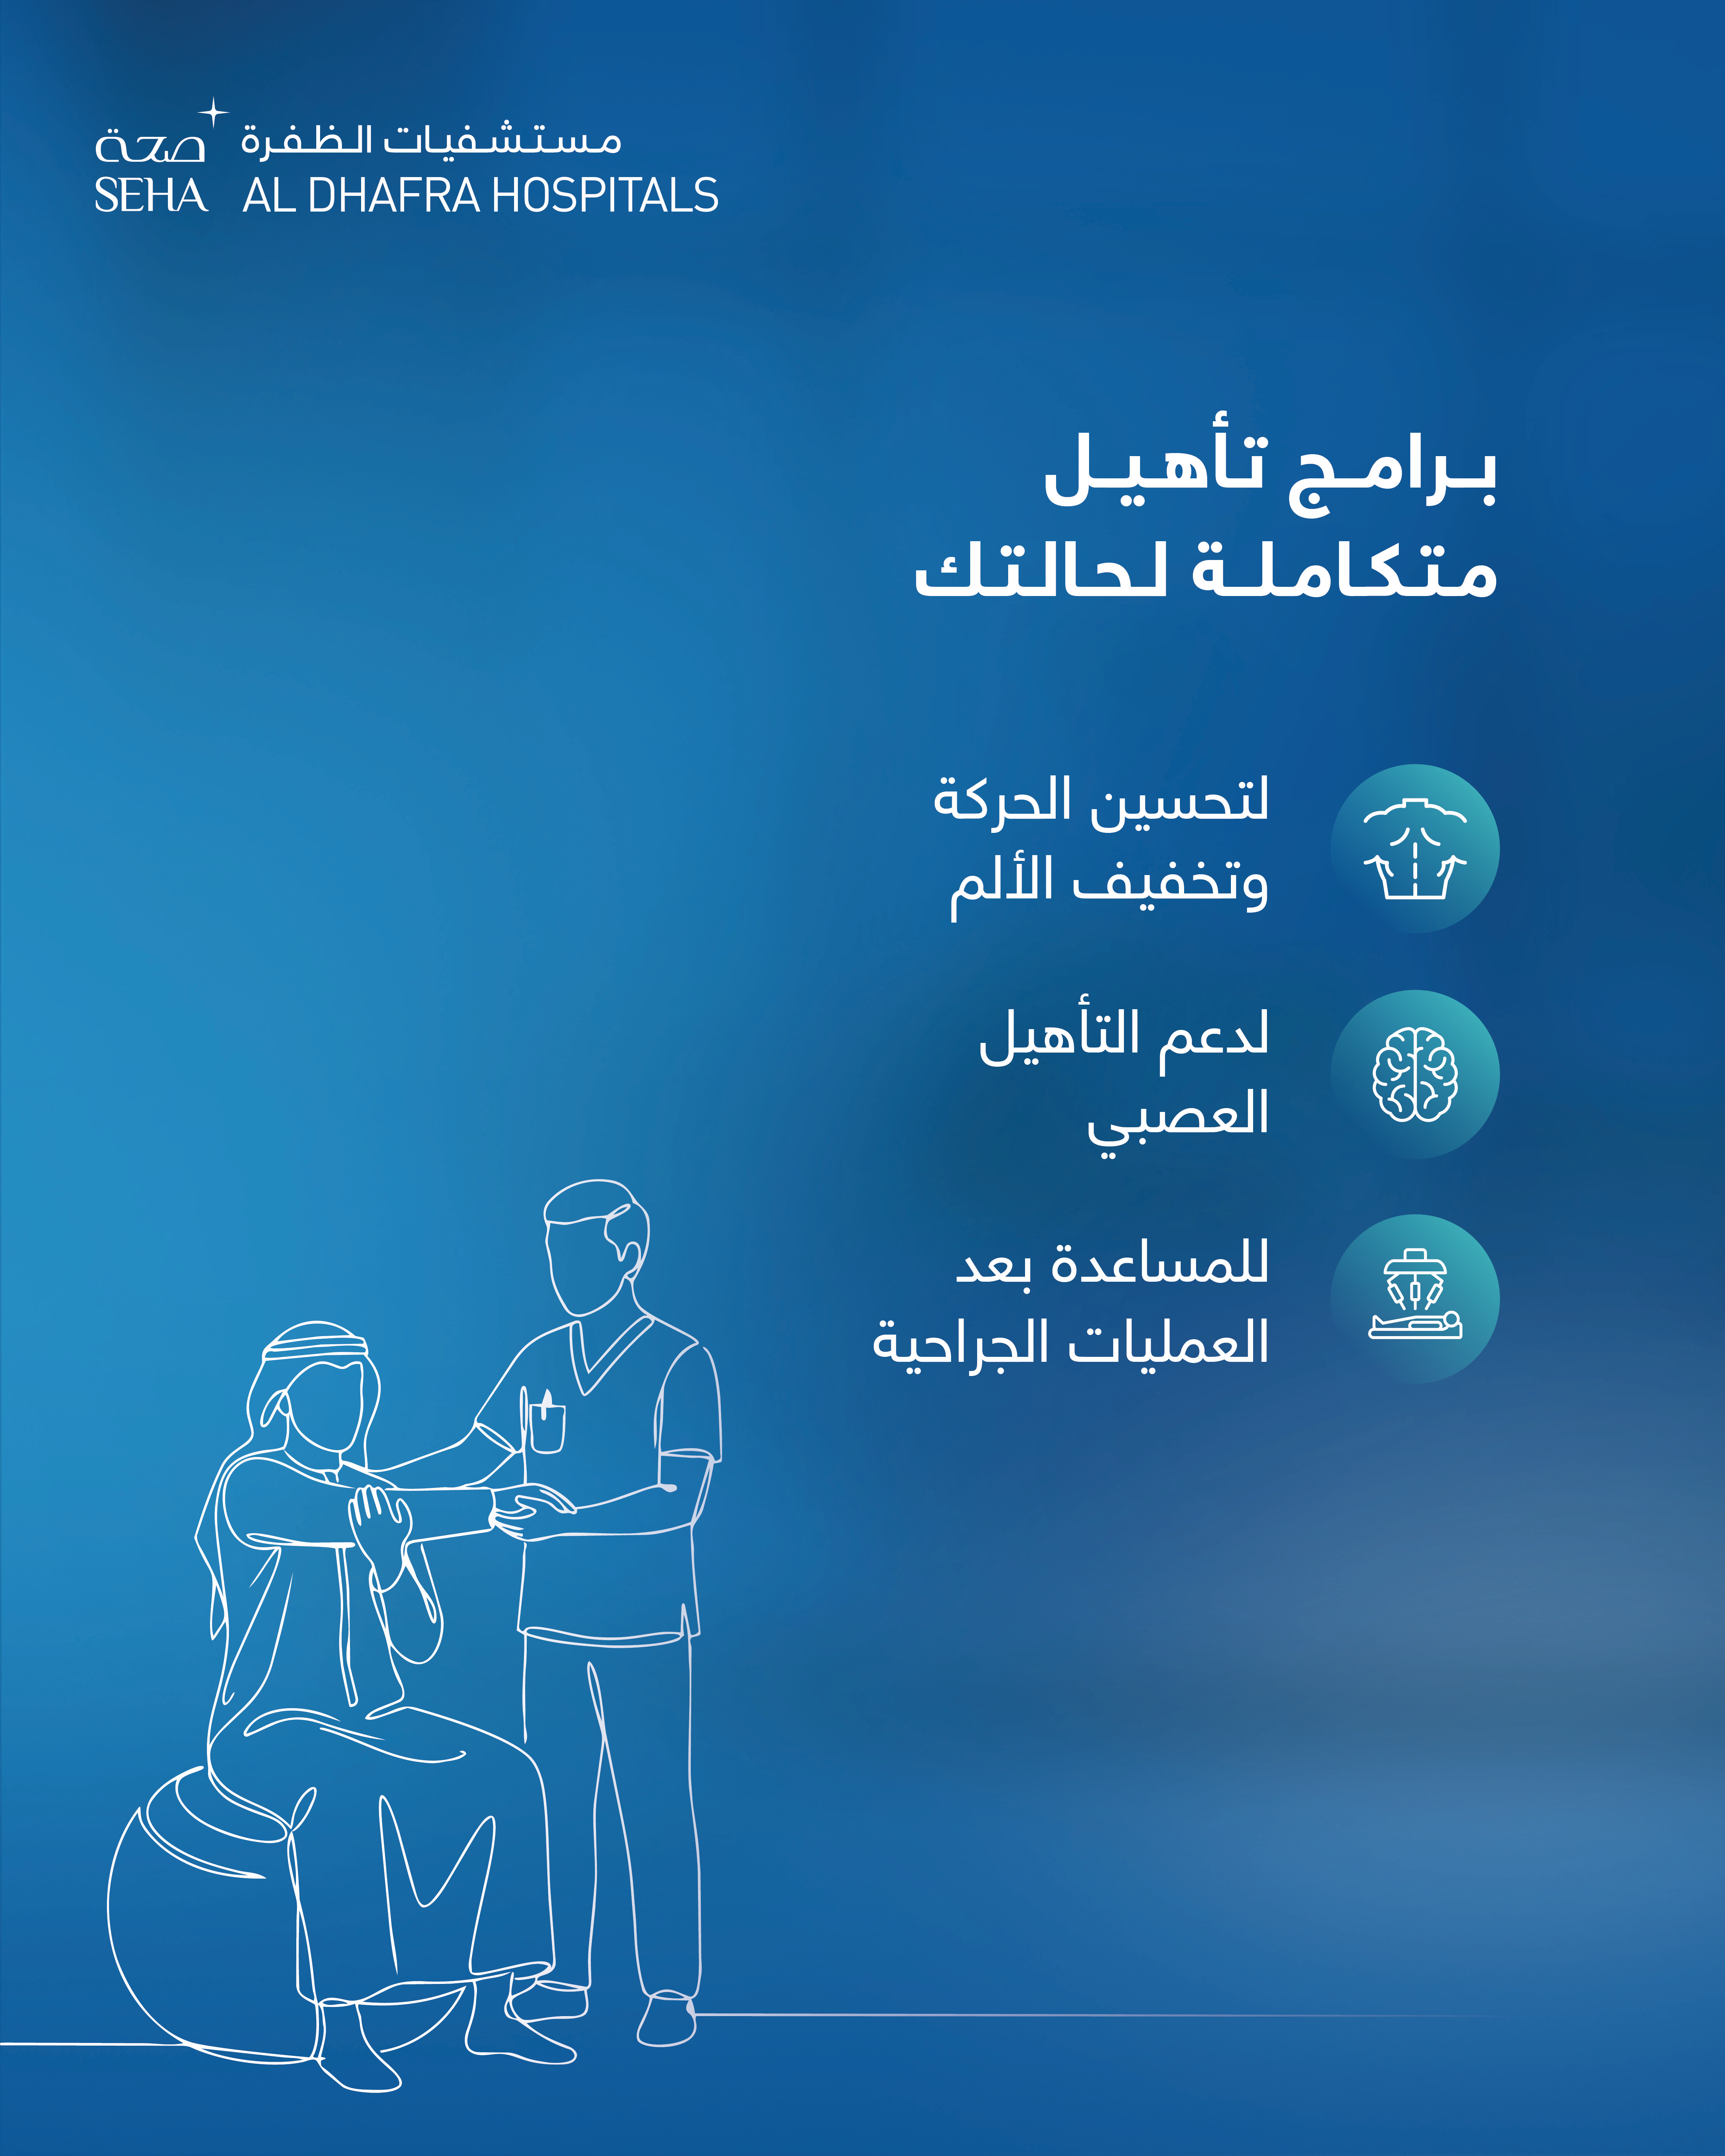 صحة
SEHA
مستشفيات الظفرة
AL DHAFRA HOSPITALS
برامج تأهيل
متكاملة لحالتك
لتحسين الحركة
وتخفيف الألم
لدعم التأهيل
العصبي
للمساعدة بعد
العمليات الجراحية